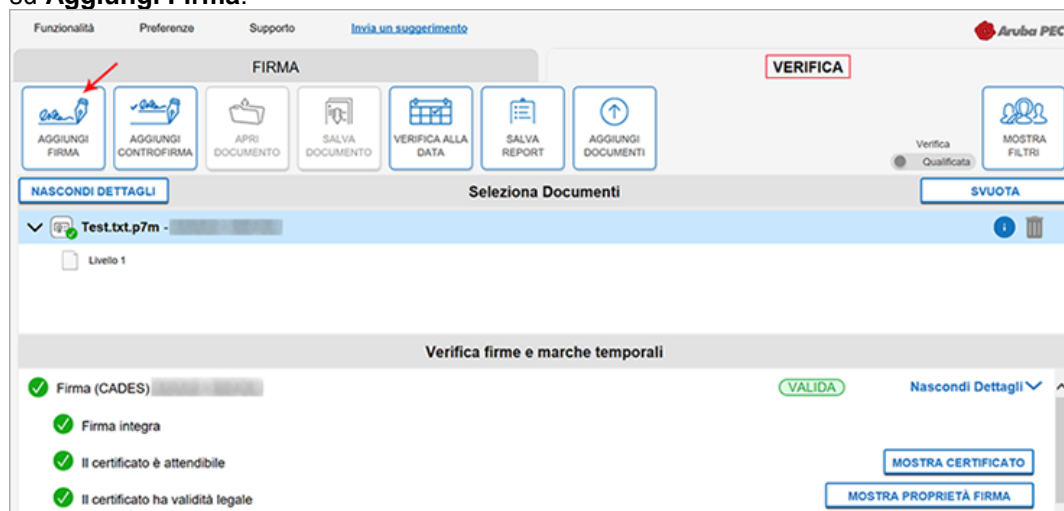 su Aggiungi Firma.
Funzionalità Preferenze Supporto Invia un suggerimento Aruba PEC
FIRMA VERIFICA
AGGIUNGI FIRMA
AGGIUNGI CONTROFIRMA
APRI DOCUMENTO
SALVA DOCUMENTO
VERIFICA ALLA DATA
SALVA REPORT
AGGIUNGI DOCUMENTI
Verifica
Qualificata
MOSTRA FILTRI
NASCONDI DETTAGLI Seleziona Documenti SVUOTA
Test.txt.p7m -
Livello 1
Verifica firme e marche temporali
Firma (CADES) VALIDA Nascondi Dettagli
Firma integra
Il certificato è attendibile MOSTRA CERTIFICATO
Il certificato ha validità legale MOSTRA PROPRIETÀ FIRMA